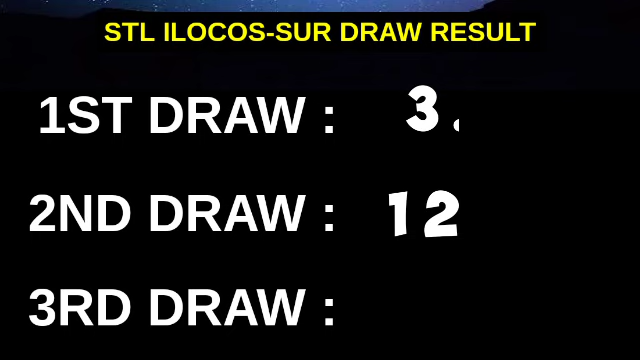 STL ILOCOS-SUR DRAW RESULT
1ST DRAW : 3
2ND DRAW : 12
3RD DRAW :